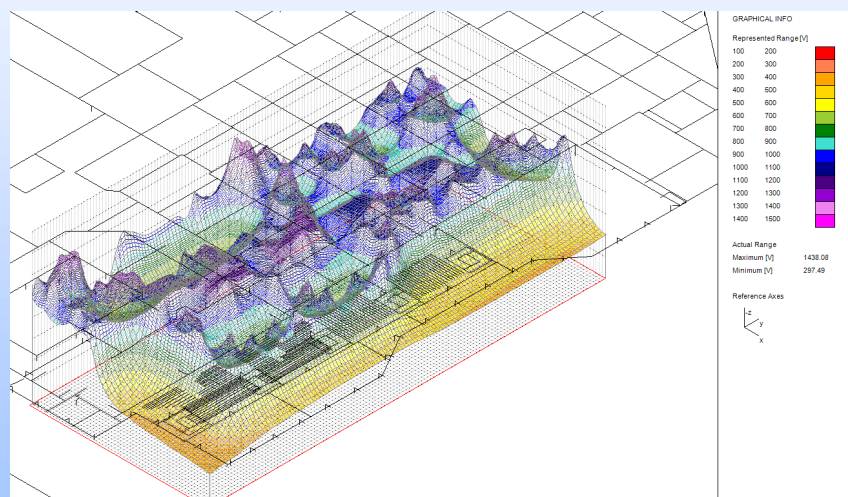 GRAPHICAL INFO
Represented Range [V]
100 200
200 300
300 400
400 500
500 600
600 700
700 800
800 900
900 1000
1000 1100
1100 1200
1200 1300
1300 1400
1400 1500
Actual Range
Maximum [V] 1438.08
Minimum [V] 297.49
Reference Axes
-z
y
x